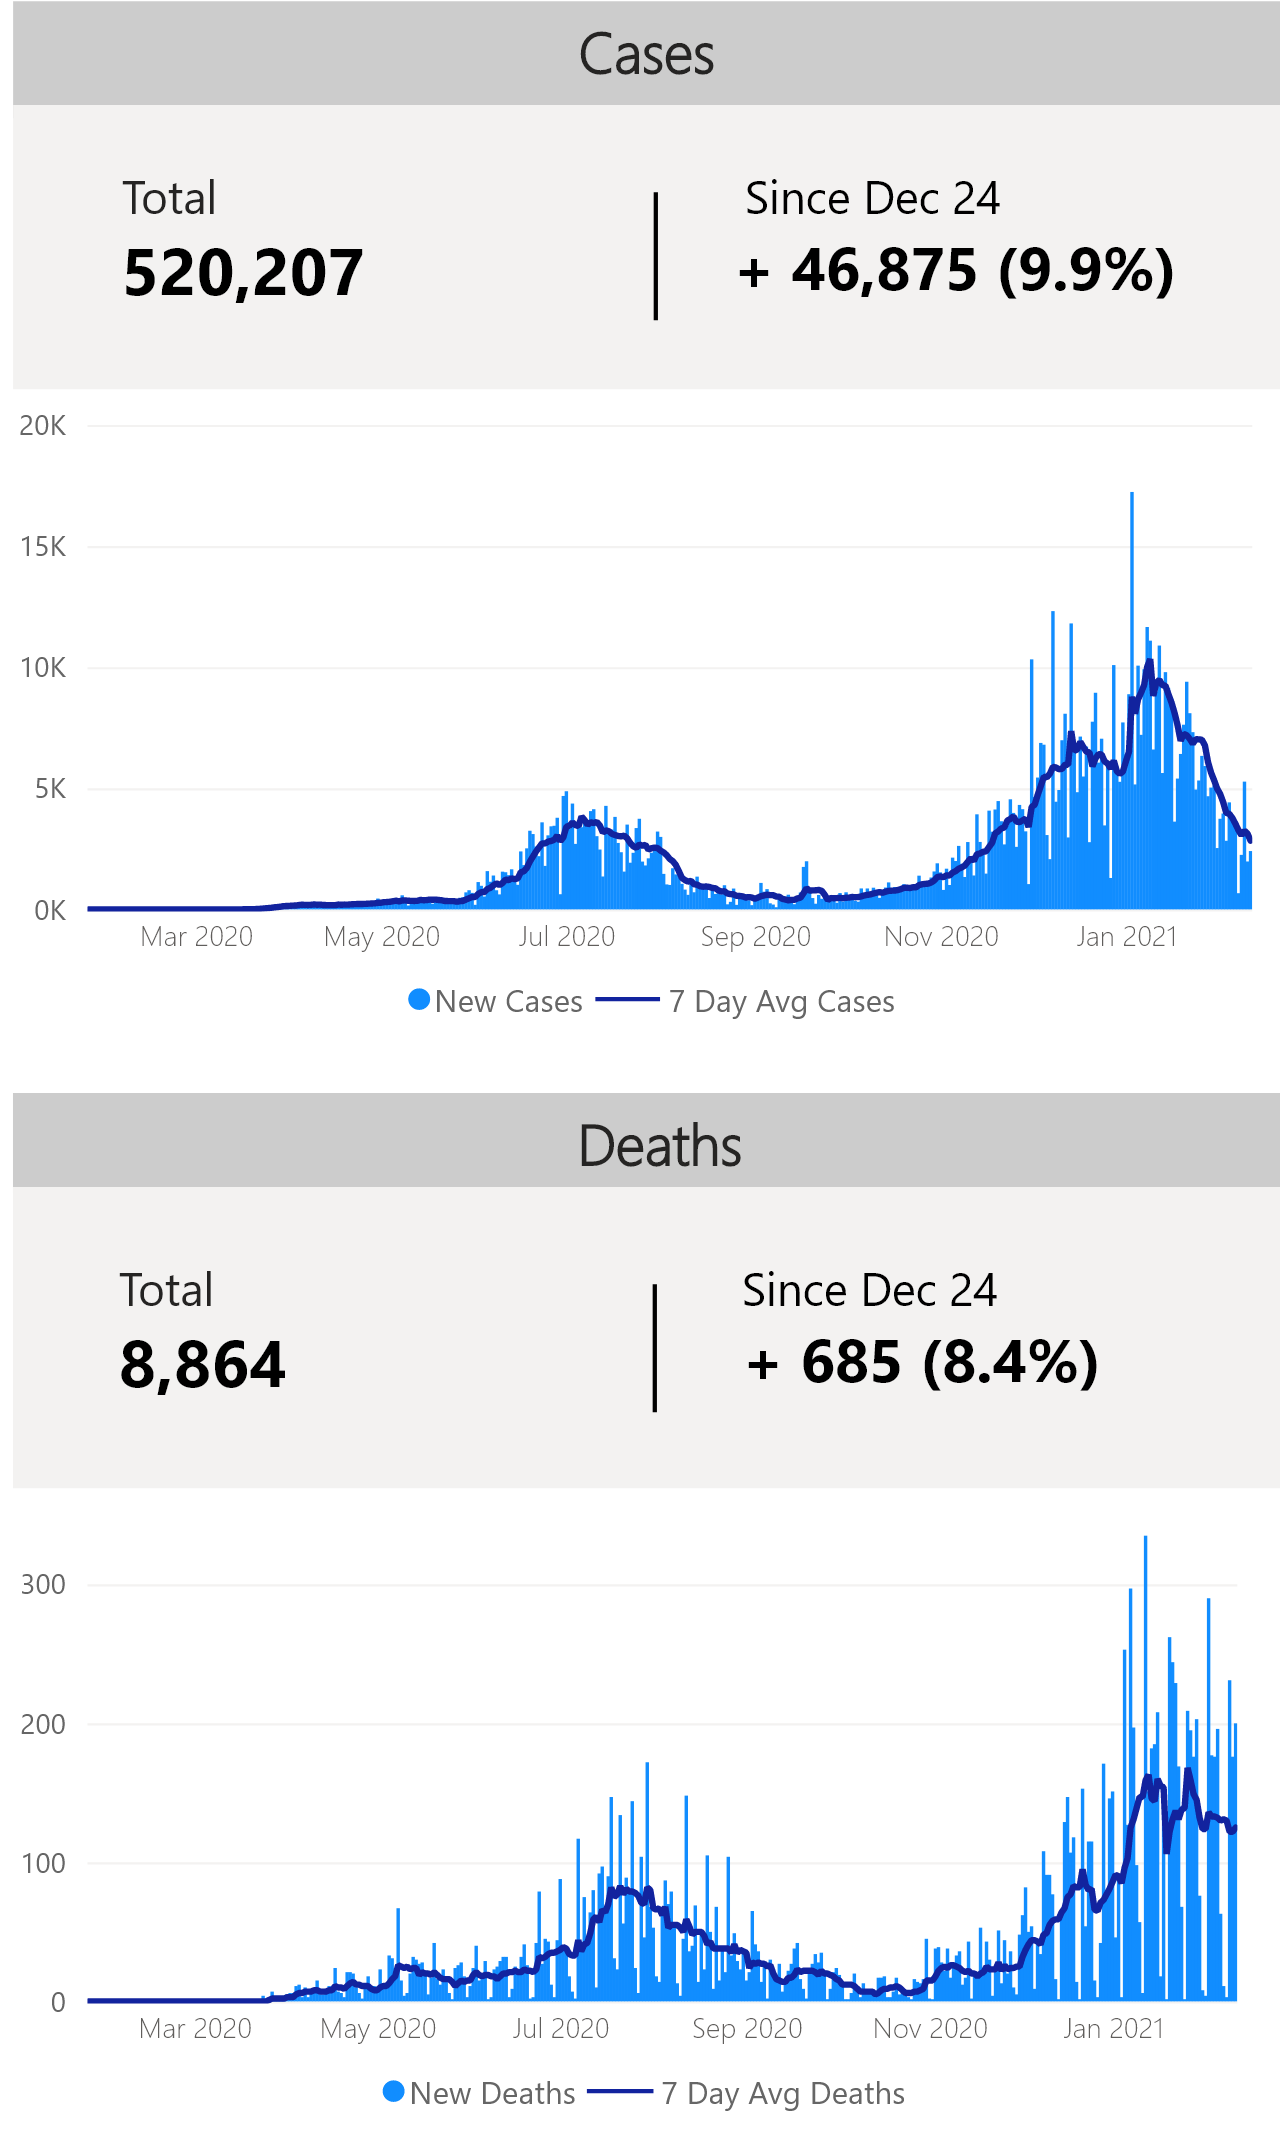 Cases
Total
Since Dec 24
520,207
+ 46,875 (9.9%)
20K
15K
10K
5K
0K
Mar 2020 May 2020 Jul 2020 Sep 2020 Nov 2020 Jan 2021
New Cases 7 Day Avg Cases
Deaths
Total
Since Dec 24
8,864
+ 685 (8.4%)
300
200
100
0
Mar 2020 May 2020 Jul 2020 Sep 2020 Nov 2020 Jan 2021
New Deaths 7 Day Avg Deaths